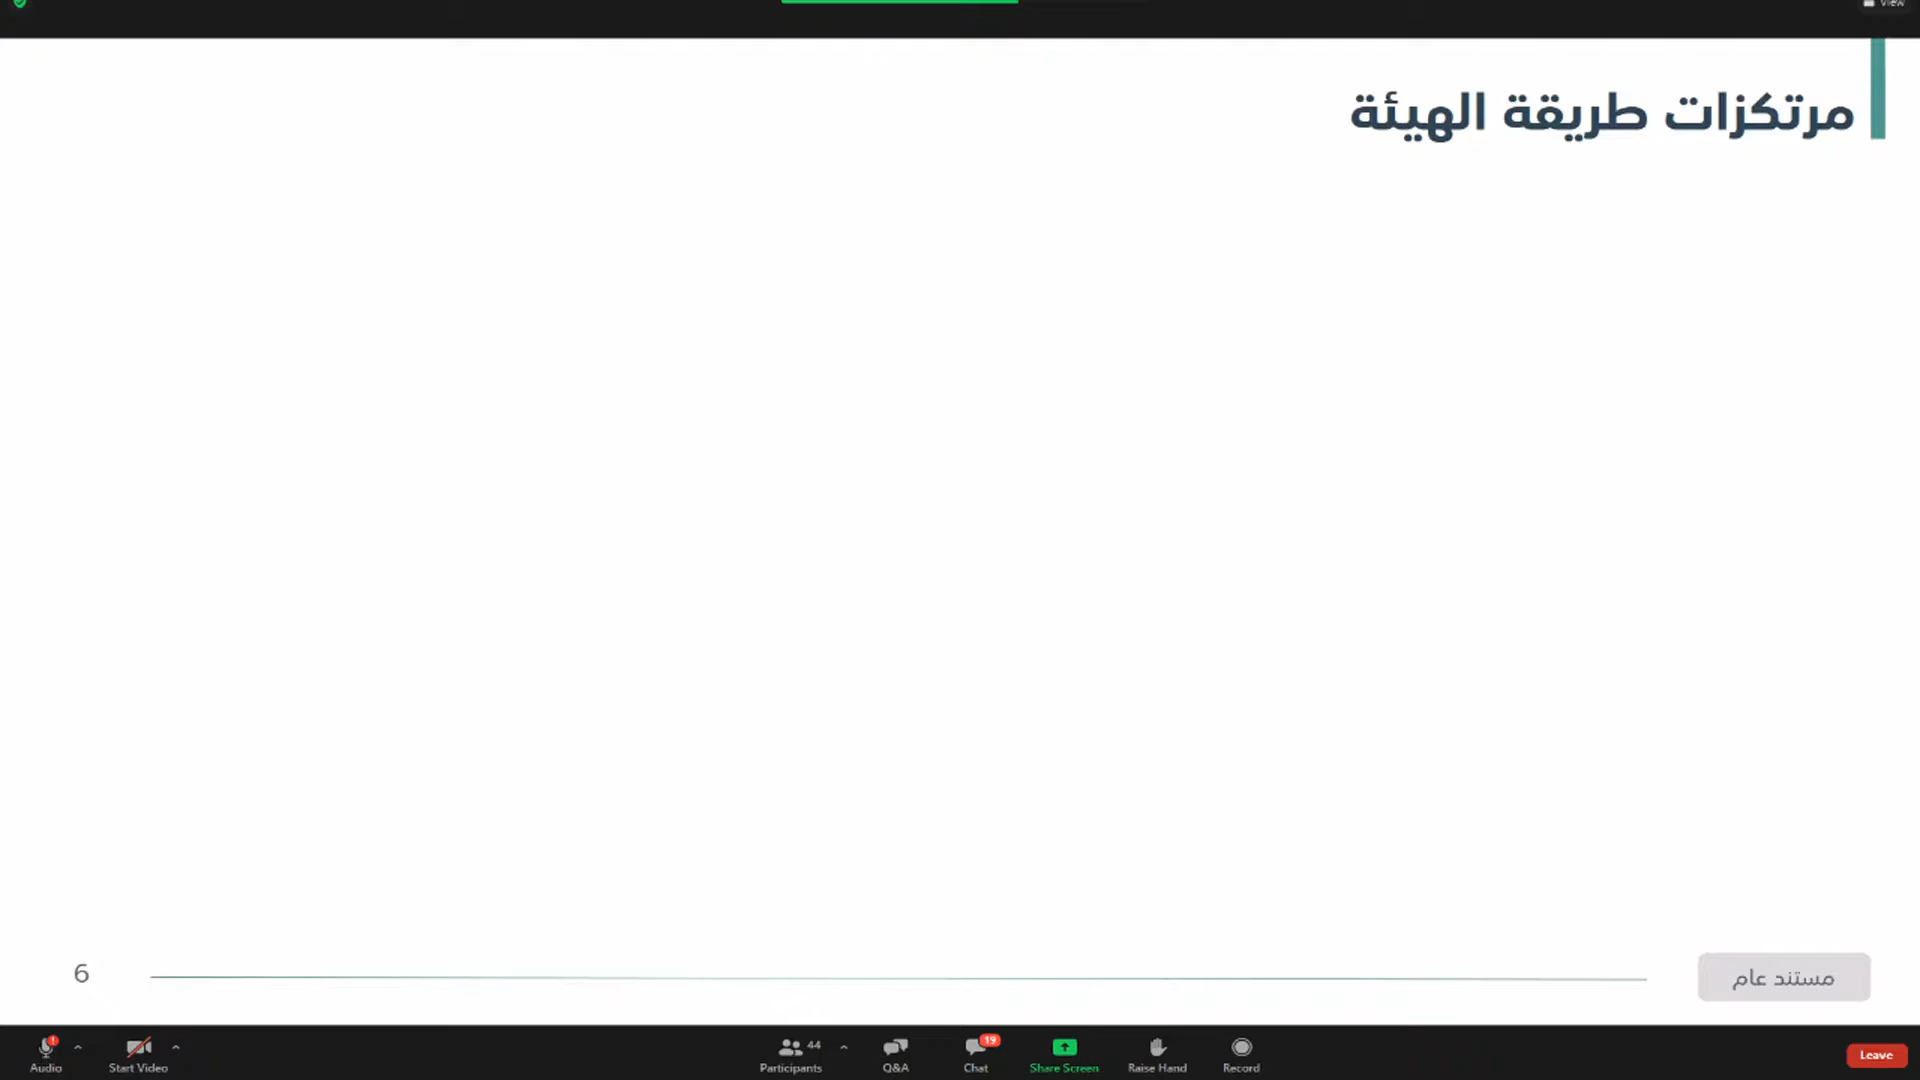 View
مرتكزات طريقة الهيئة
مستند عام
6
44
19
Audio
Start Video
Participants
Q&A
Chat
Share Screen
Raise Hand
Record
Leave